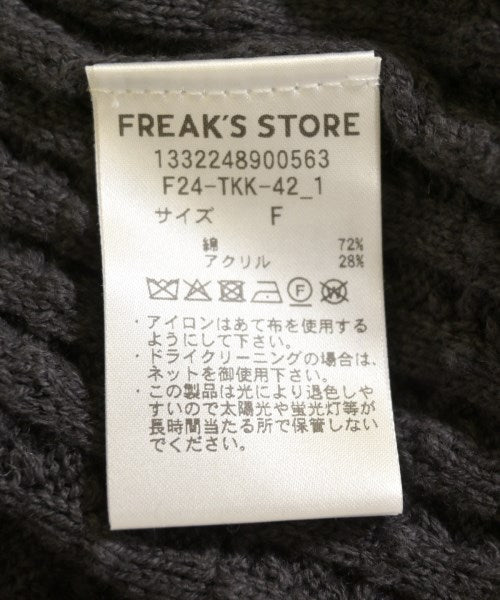 FREAK'S STORE
1332248900563
F24-TKK-42_1
サイズ F
綿 72%
アクリル 28%
F W
・アイロンはあて布を使用する
ようにして下さい。
・ドライクリーニングの場合は、
ネットを御使用下さい。
・この製品は光により退色しや
すいので太陽光や蛍光灯等が
長時間当たる所で保管しない
でください。